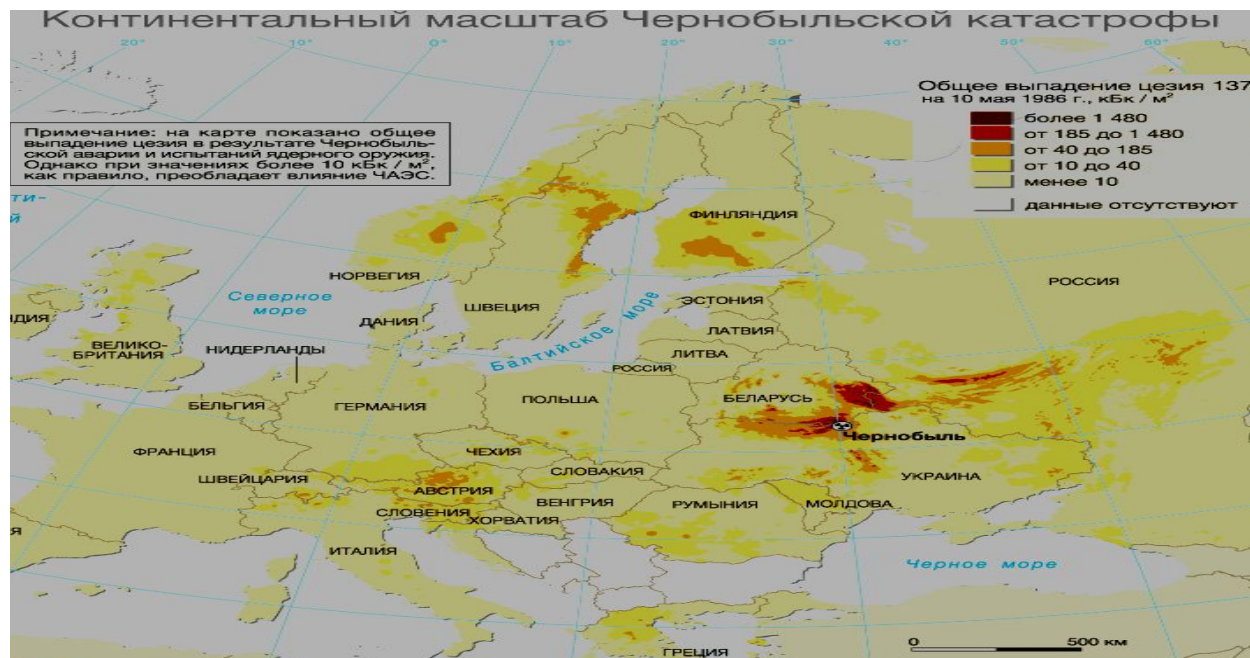 Континентальный масштаб Чернобыльской катастрофы
20° 10° 0° 10° 20° 30° 40° 50° 60°
Общее выпадение цезия 137
на 10 мая 1986 г., кБк / м²
более 1 480
от 185 до 1 480
от 40 до 185
от 10 до 40
менее 10
данные отсутствуют
Примечание: на карте показано общее
выпадение цезия в результате Чернобыль-
ской аварии и испытаний ядерного оружия.
Однако при значениях более 10 кБк / м²,
как правило, преобладает влияние ЧАЭС.
ти-
й
ФИНЛЯНДИЯ
НОРВЕГИЯ
РОССИЯ
Северное
море
ШВЕЦИЯ
ЭСТОНИЯ
ДАНИЯ
НДИЯ
Балтийское море
ЛАТВИЯ
ВЕЛИКО-
БРИТАНИЯ
НИДЕРЛАНДЫ
ЛИТВА
РОССИЯ
БЕЛЬГИЯ
ГЕРМАНИЯ
ПОЛЬША
БЕЛАРУСЬ
Чернобыль
ФРАНЦИЯ
ЧЕХИЯ
СЛОВАКИЯ
УКРАИНА
ШВЕЙЦАРИЯ
АВСТРИЯ
ВЕНГРИЯ
РУМЫНИЯ
МОЛДОВА
СЛОВЕНИЯ
ХОРВАТИЯ
Я
ИТАЛИЯ
Черное море
0 500 км
ГРЕЦИЯ